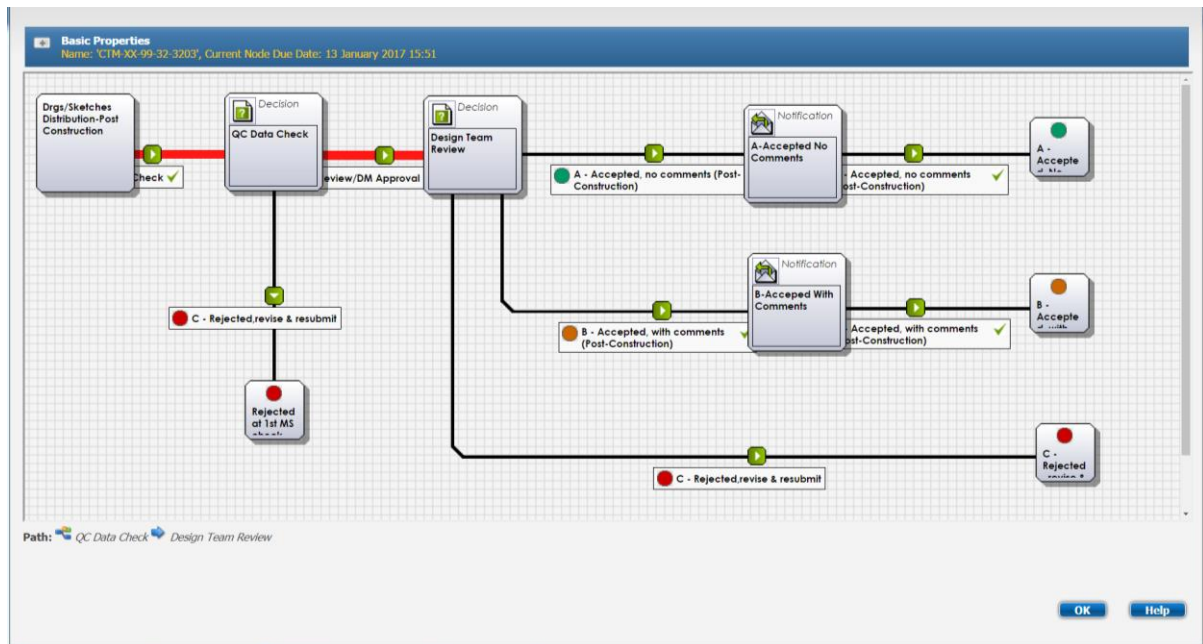 Basic Properties
Name: 'CTM-XX-99-32-3203', Current Node Due Date: 13 January 2017 15:51
Drgs/Sketches
Distribution-Post
Construction
Check
Decision
QC Data Check
eview/DM Approval
Decision
Design Team
Review
A - Accepted, no comments (Post-
Construction)
Notification
A-Accepted No
Comments
- Accepted, no comments
ost-Construction)
A -
Accepte
C - Rejected,revise & resubmit
Rejected
at 1st MS
B - Accepted, with comments
(Post-Construction)
Notification
B-Acceped With
Comments
- Accepted, with comments
ost-Construction)
B -
Accepte
C - Rejected,revise & resubmit
C -
Rejected
Path: QC Data Check Design Team Review
OK Help